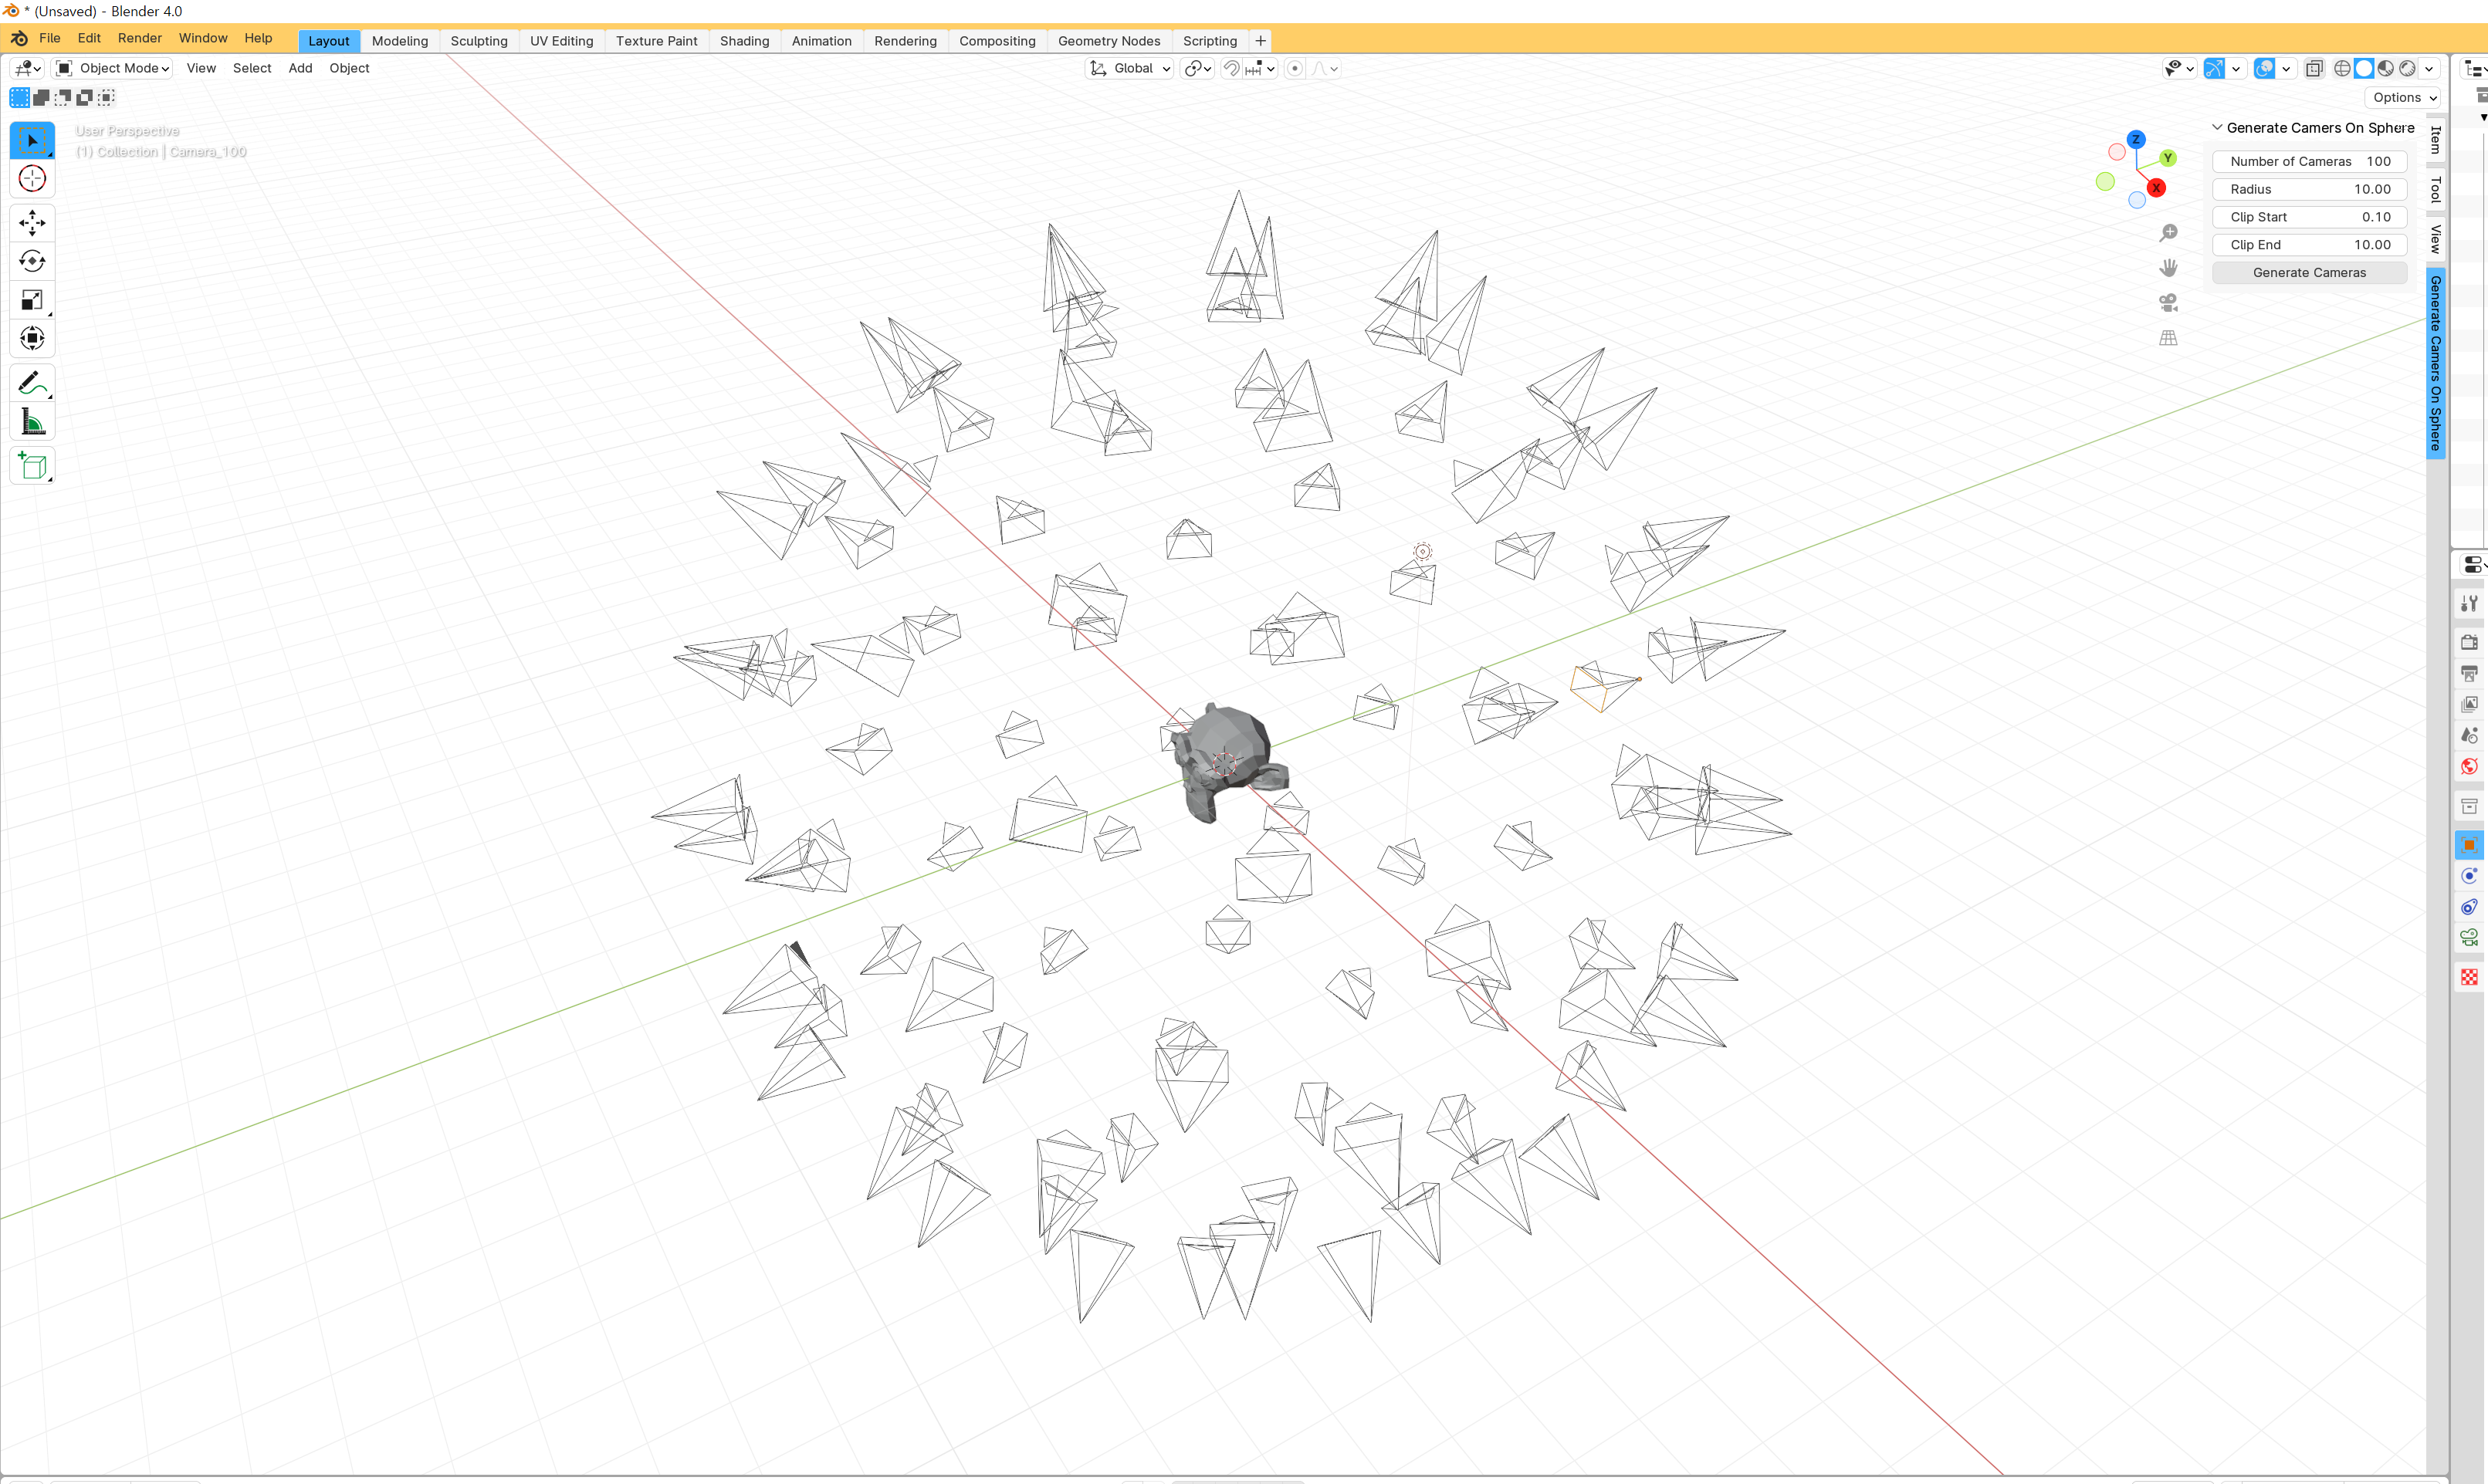 * (Unsaved) - Blender 4.0
File Edit Render Window Help Layout Modeling Sculpting UV Editing Texture Paint Shading Animation Rendering Compositing Geometry Nodes Scripting +
Object Mode View Select Add Object Global
Options
User Perspective
(1) Collection | Camera_100
Z
Y
X
Generate Camers On Sphere
Number of Cameras 100
Radius 10.00
Clip Start 0.10
Clip End 10.00
Generate Cameras
Item
Tool
View
Generate Camers On Sphere